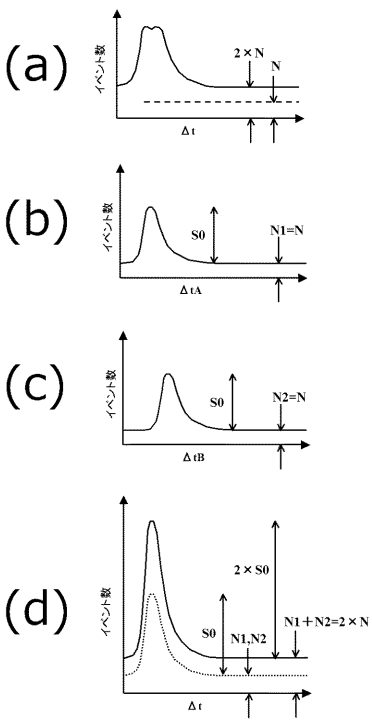 (a)
イベント数
2×N
N
Δt
(b)
イベント数
S0
N1=N
ΔtA
(c)
イベント数
S0
N2=N
ΔtB
(d)
イベント数
2×S0
S0
N1,N2
N1+N2=2×N
Δt